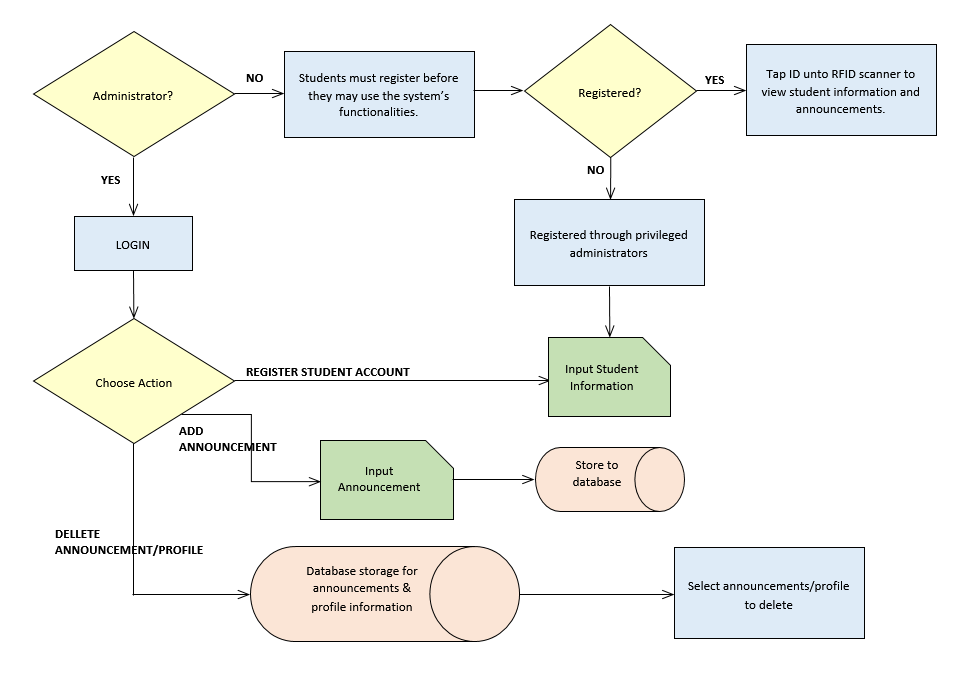 Administrator?
NO
Students must register before
they may use the system's
functionalities.
Registered?
YES
Tap ID unto RFID scanner to
view student information and
announcements.
YES
NO
LOGIN
Registered through privileged
administrators
Choose Action
REGISTER STUDENT ACCOUNT
Input Student
Information
ADD
ANNOUNCEMENT
Input
Announcement
Store to
database
DELLETE
ANNOUNCEMENT/PROFILE
Database storage for
announcements &
profile information
Select announcements/profile
to delete